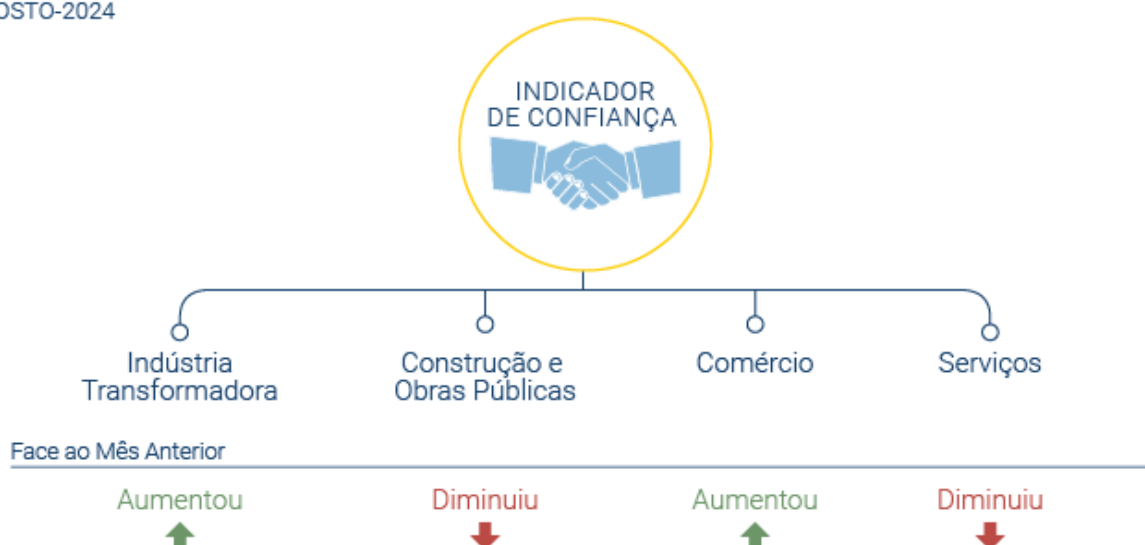 OSTO-2024
INDICADOR
DE CONFIANÇA
Indústria
Transformadora
Construção e
Obras Públicas
Comércio
Serviços
Face ao Mês Anterior
Aumentou
Diminuiu
Aumentou
Diminuiu